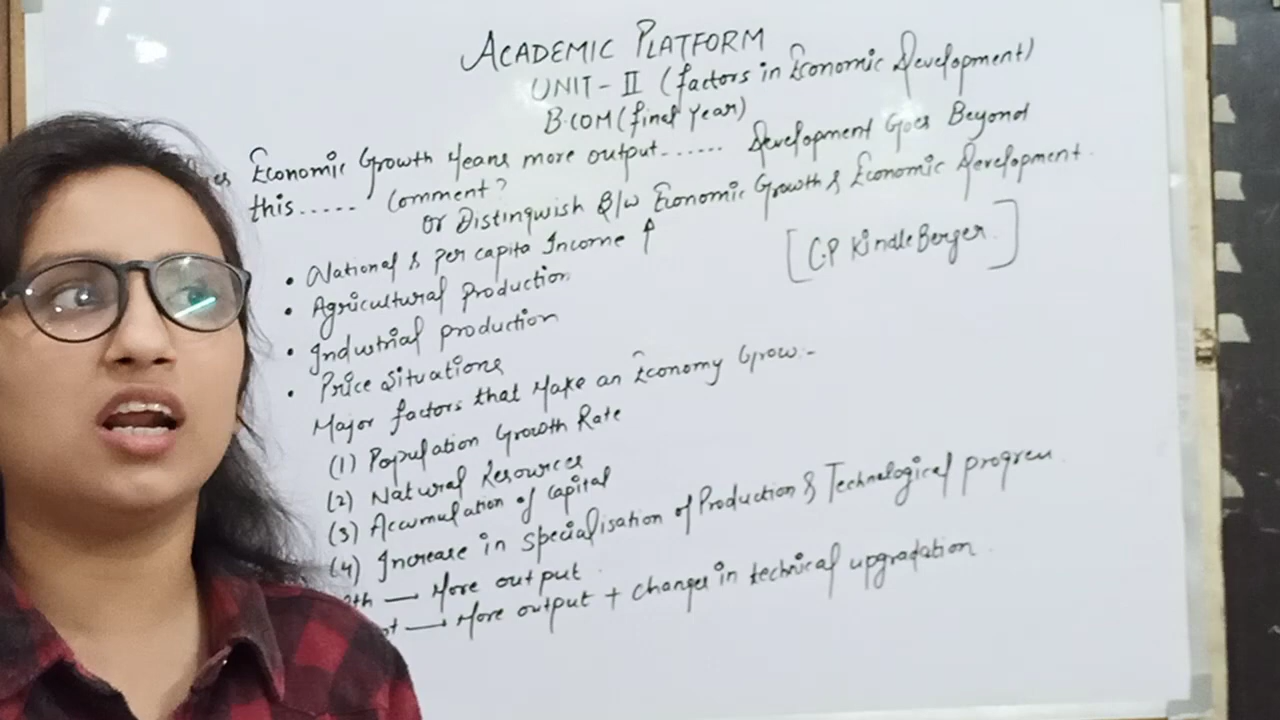 ACADEMIC PLATFORM
UNIT-II (factors in Economic Development)
B.COM (final Year)
Economic Growth Means more output...... Development Goes Beyond
this..... Comment?
Or Distinguish B/w Economic Growth & Economic Development.
• National & per capita Income ↑
[C.P KindleBerger.]
• Agricultural production
• Industrial production
• Price Situations
Major factors that Make an Economy Grow:-
(1) Population Growth Rate
(2) Natural Resources
(3) Accumulation of Capital
(4) Increase in Specialisation of Production & Technological progress
th — More output
t — More output + changes in technical upgradation